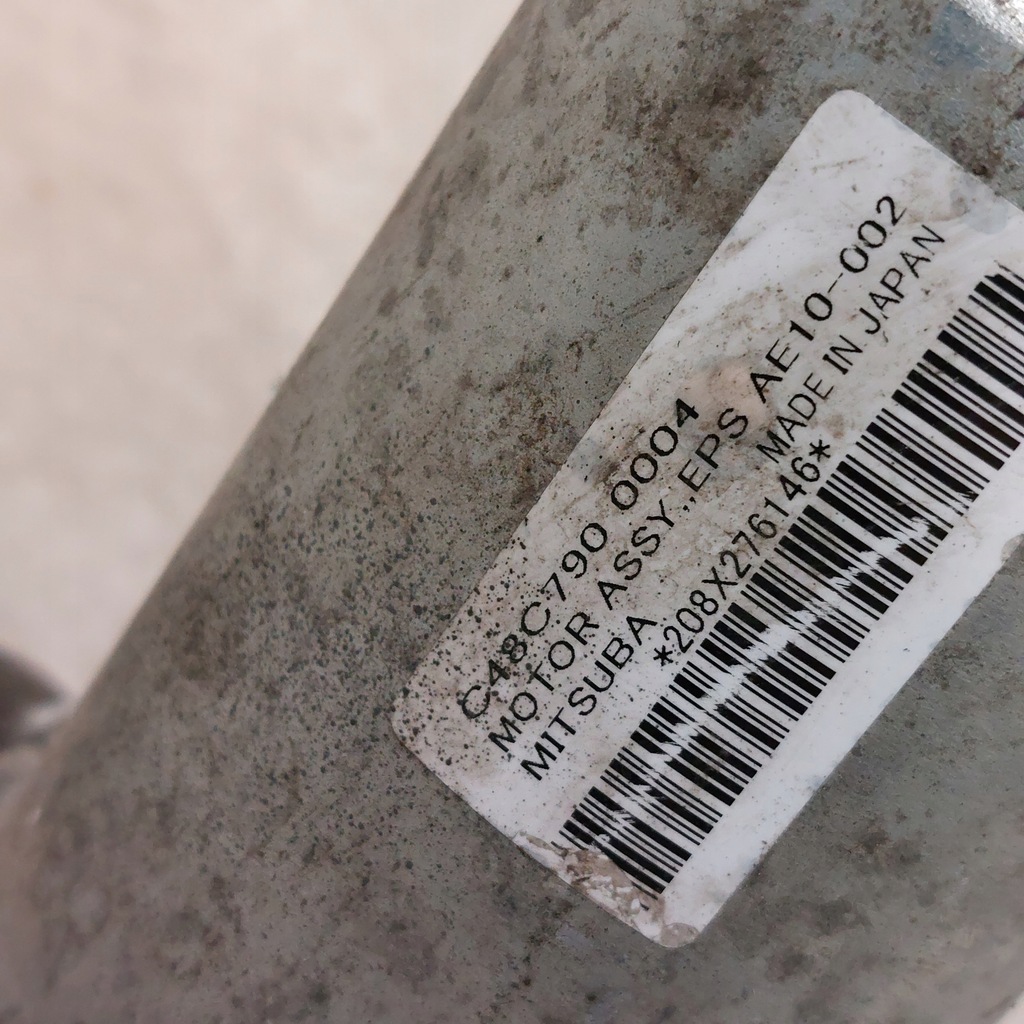 C48C790 0004
MOTOR ASSY.,EPS AE10-002
MITSUBA MADE IN JAPAN
*208X276146*